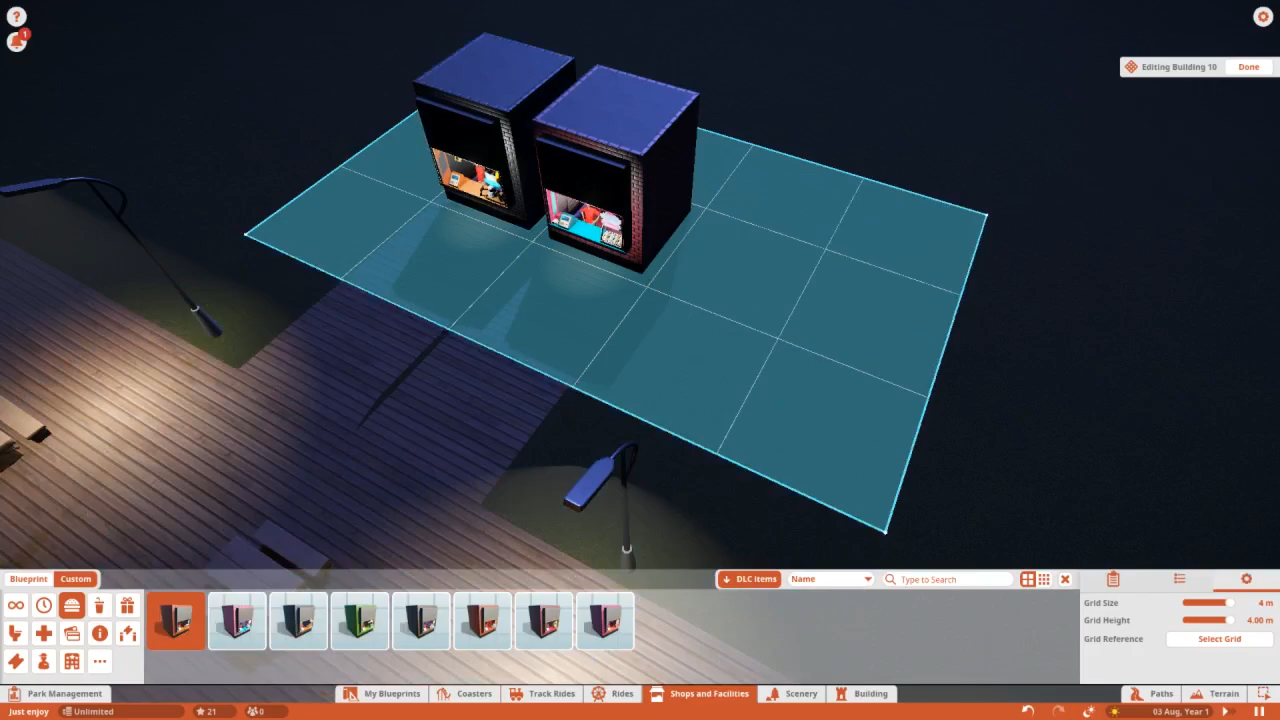 ?
1
Editing Building 10 Done
Blueprint Custom
DLC Items Name Type to Search
Grid Size 4 m
Grid Height 4.00 m
Grid Reference Select Grid
Park Management My Blueprints Coasters Track Rides Rides Shops and Facilities Scenery Building Paths Terrain
Just enjoy Unlimited 21 0 03 Aug, Year 1